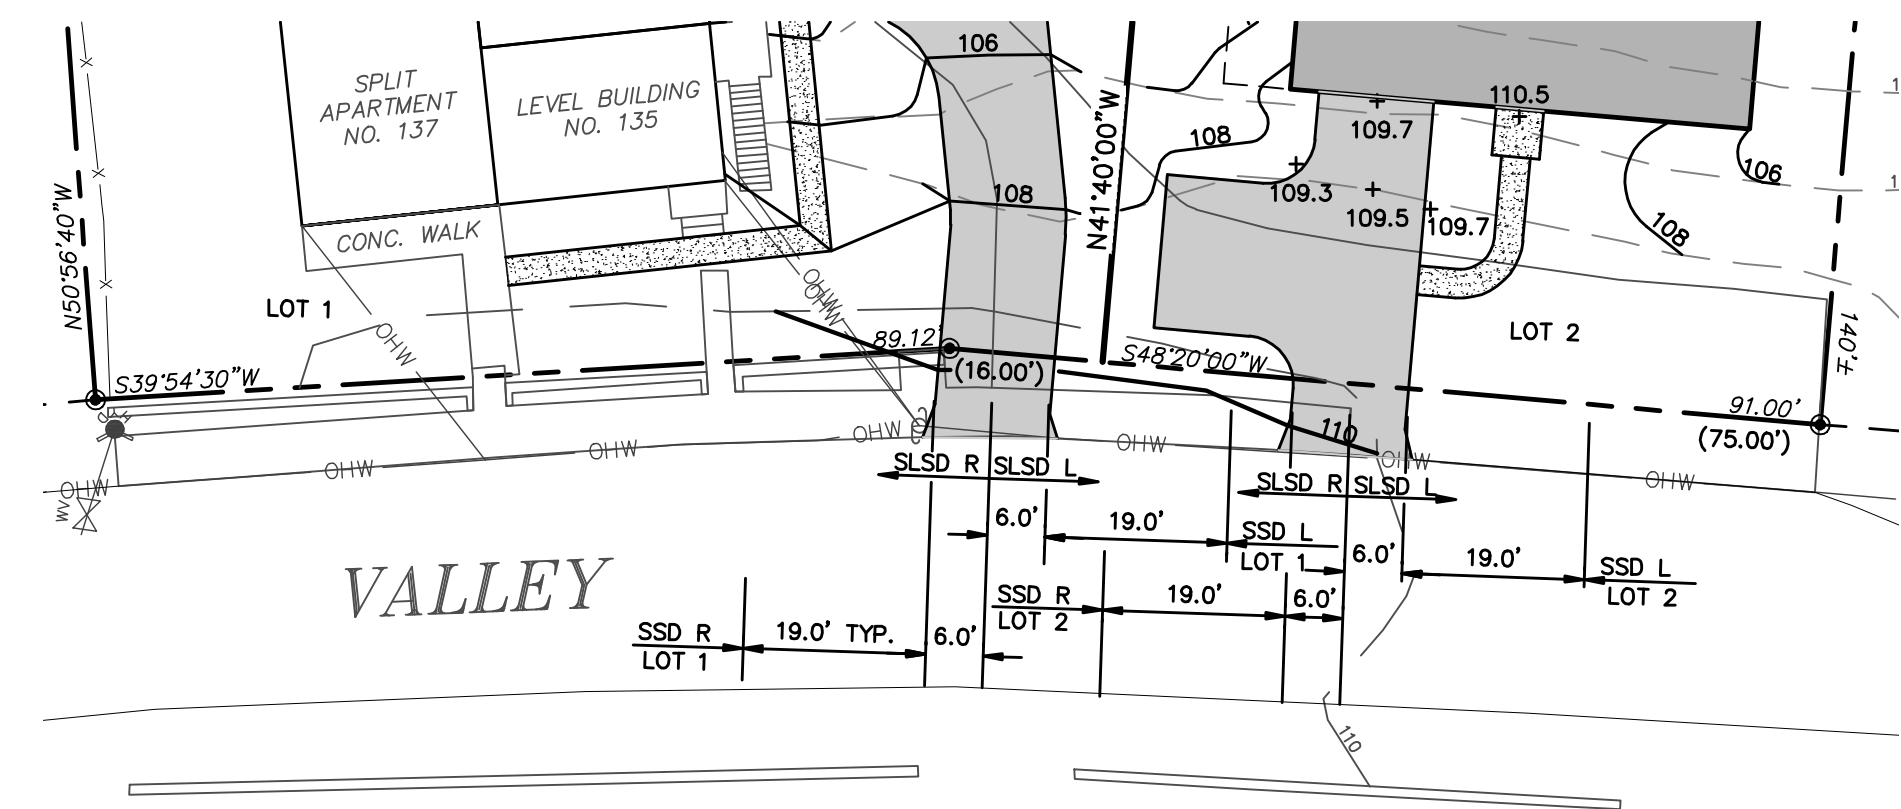 106
SPLIT
APARTMENT
NO. 137
LEVEL BUILDING
NO. 135
110.5
109.7
108
106
N41°40'00"W
109.3
109.5
109.7
108
108
CONC. WALK
N50°56'40"W
LOT 1
OHW
OHW
OHW
LOT 2
140'±
89.12'
(16.00')
S48°20'00"W
S39°54'30"W
91.00'
(75.00')
110
OHW
OHW
OHW
OHW
OHW
OHW
OHW
WV
SLSD R SLSD L
SLSD R SLSD L
6.0'
19.0'
SSD L
LOT 1
6.0'
19.0'
SSD L
LOT 2
VALLEY
SSD R
LOT 2
19.0'
6.0'
SSD R
LOT 1
19.0' TYP.
6.0'
110